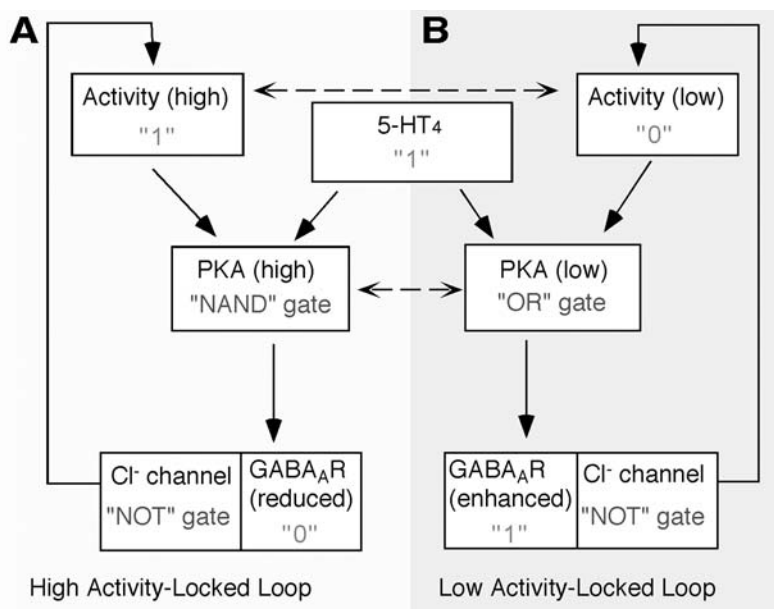 A
B
Activity (high)
"1"
5-HT4
"1"
Activity (low)
"0"
PKA (high)
"NAND" gate
PKA (low)
"OR" gate
Cl- channel
"NOT" gate
GABAAR
(reduced)
"0"
GABAAR
(enhanced)
"1"
Cl- channel
"NOT" gate
High Activity-Locked Loop
Low Activity-Locked Loop